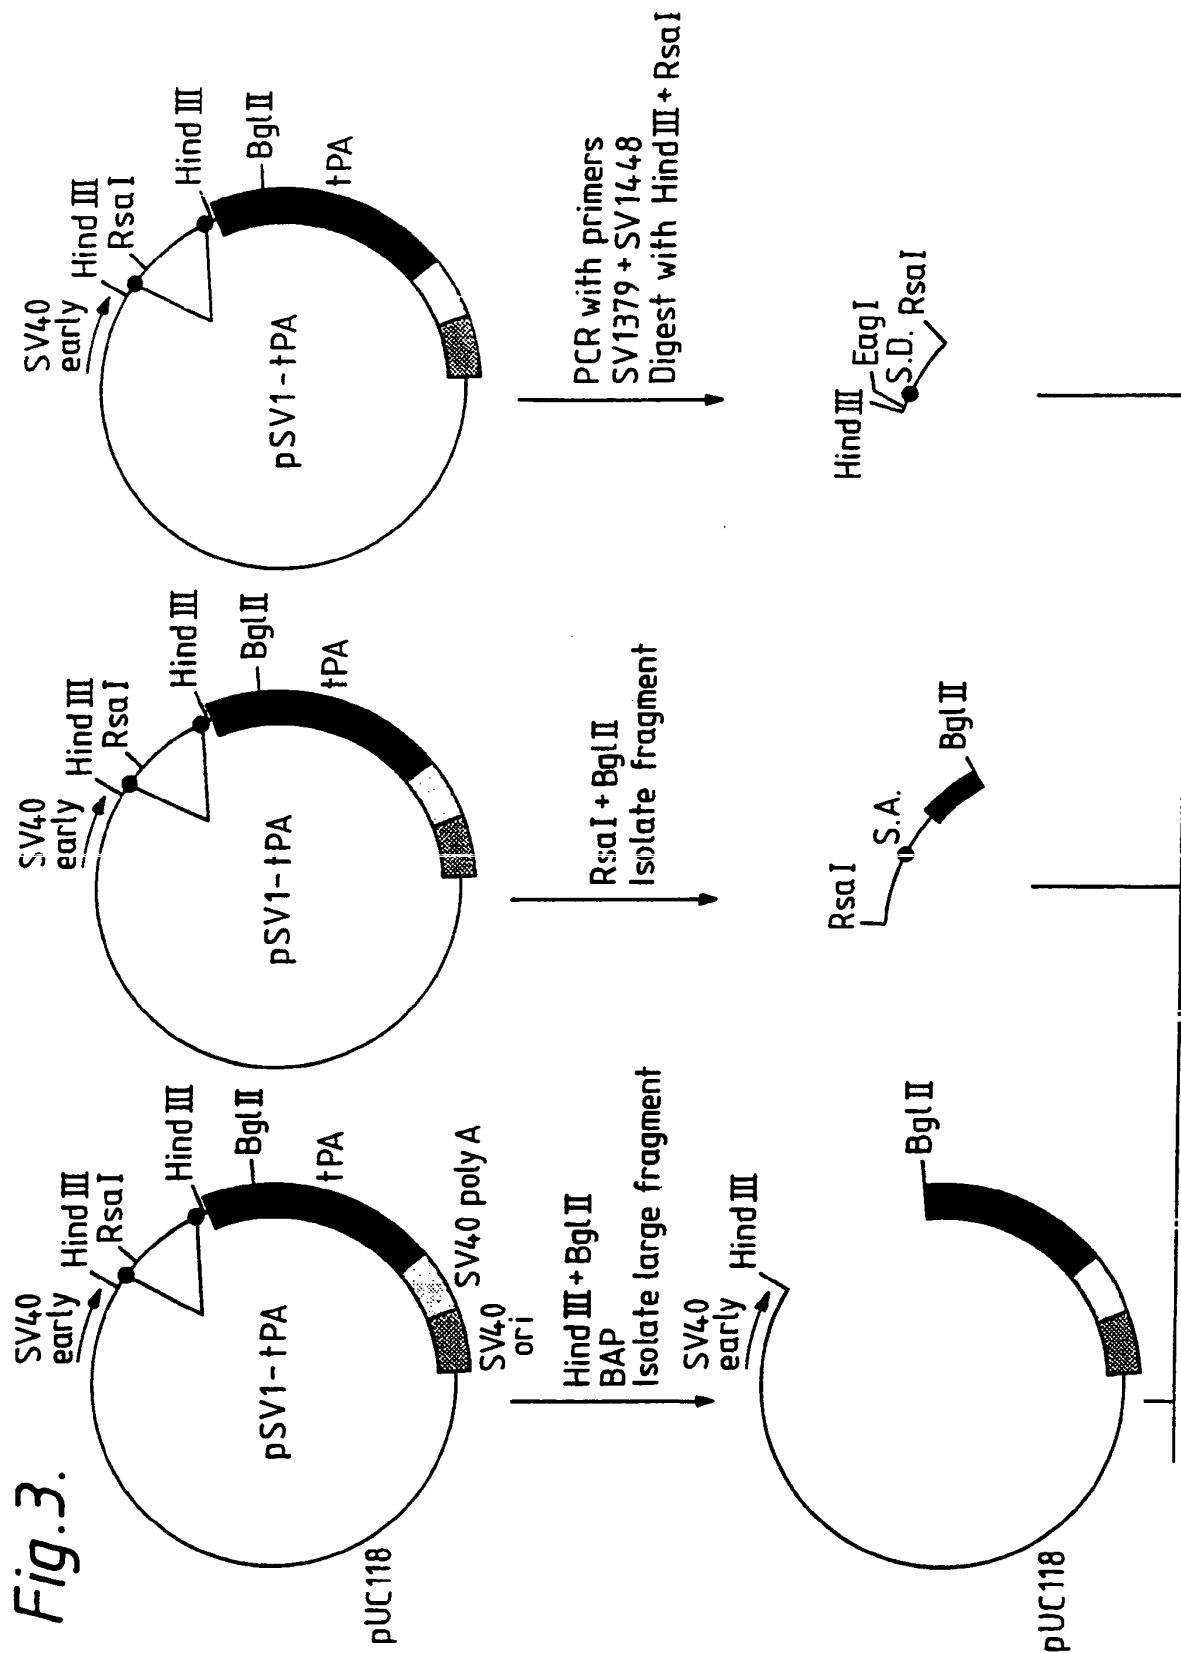 Fig.3.
SV40
early
Hind III
RsaI
Hind III
BglII
tPA
SV40 poly A
SV40
ori
pSV1-tPA
pUC118
SV40
early
Hind III
RsaI
Hind III
BglII
tPA
pSV1-tPA
SV40
early
Hind III
RsaI
Hind III
BglII
tPA
pSV1-tPA
Hind III + BglII
BAP
Isolate large fragment
RsaI + BglII
Isolate fragment
PCR with primers
SV1379 + SV1448
Digest with Hind III + RsaI
SV40
early
Hind III
BglII
pUC118
RsaI
S.A.
BglII
Hind III
EagI
S.D.
RsaI